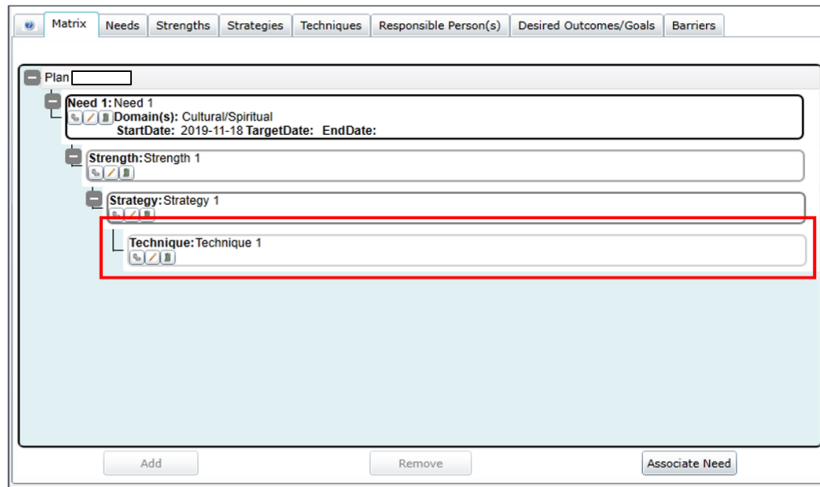 Matrix Needs Strengths Strategies Techniques Responsible Person(s) Desired Outcomes/Goals Barriers
Plan
Need 1: Need 1
Domain(s): Cultural/Spiritual
StartDate: 2019-11-18 TargetDate: EndDate:
Strength: Strength 1
Strategy: Strategy 1
Technique: Technique 1
Add Remove Associate Need